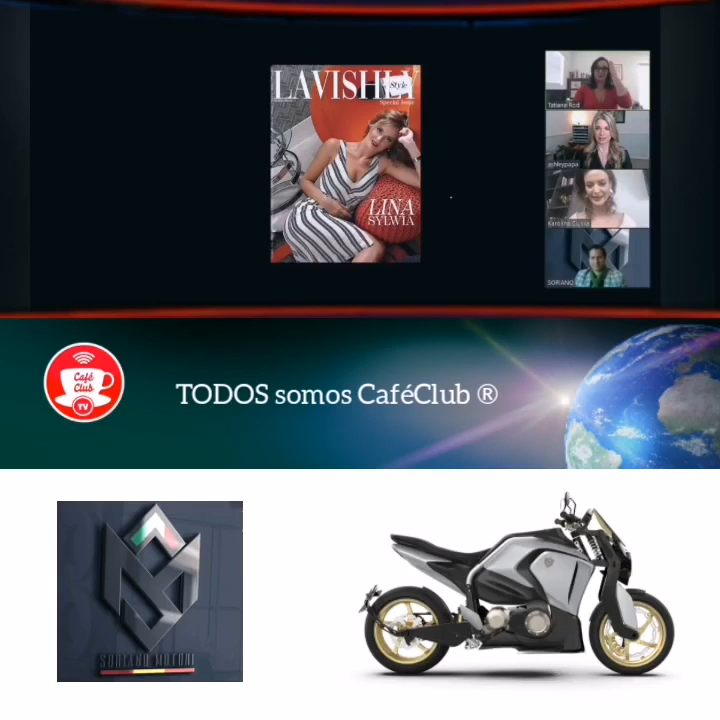 LAVISHLY
Style
Special Issue
LINA
SYLWIA
Tatiana Rod
ashleypapa
SORIANO
Café
Club
TV
TODOS somos CaféClub ®
SORIANO MOTORI